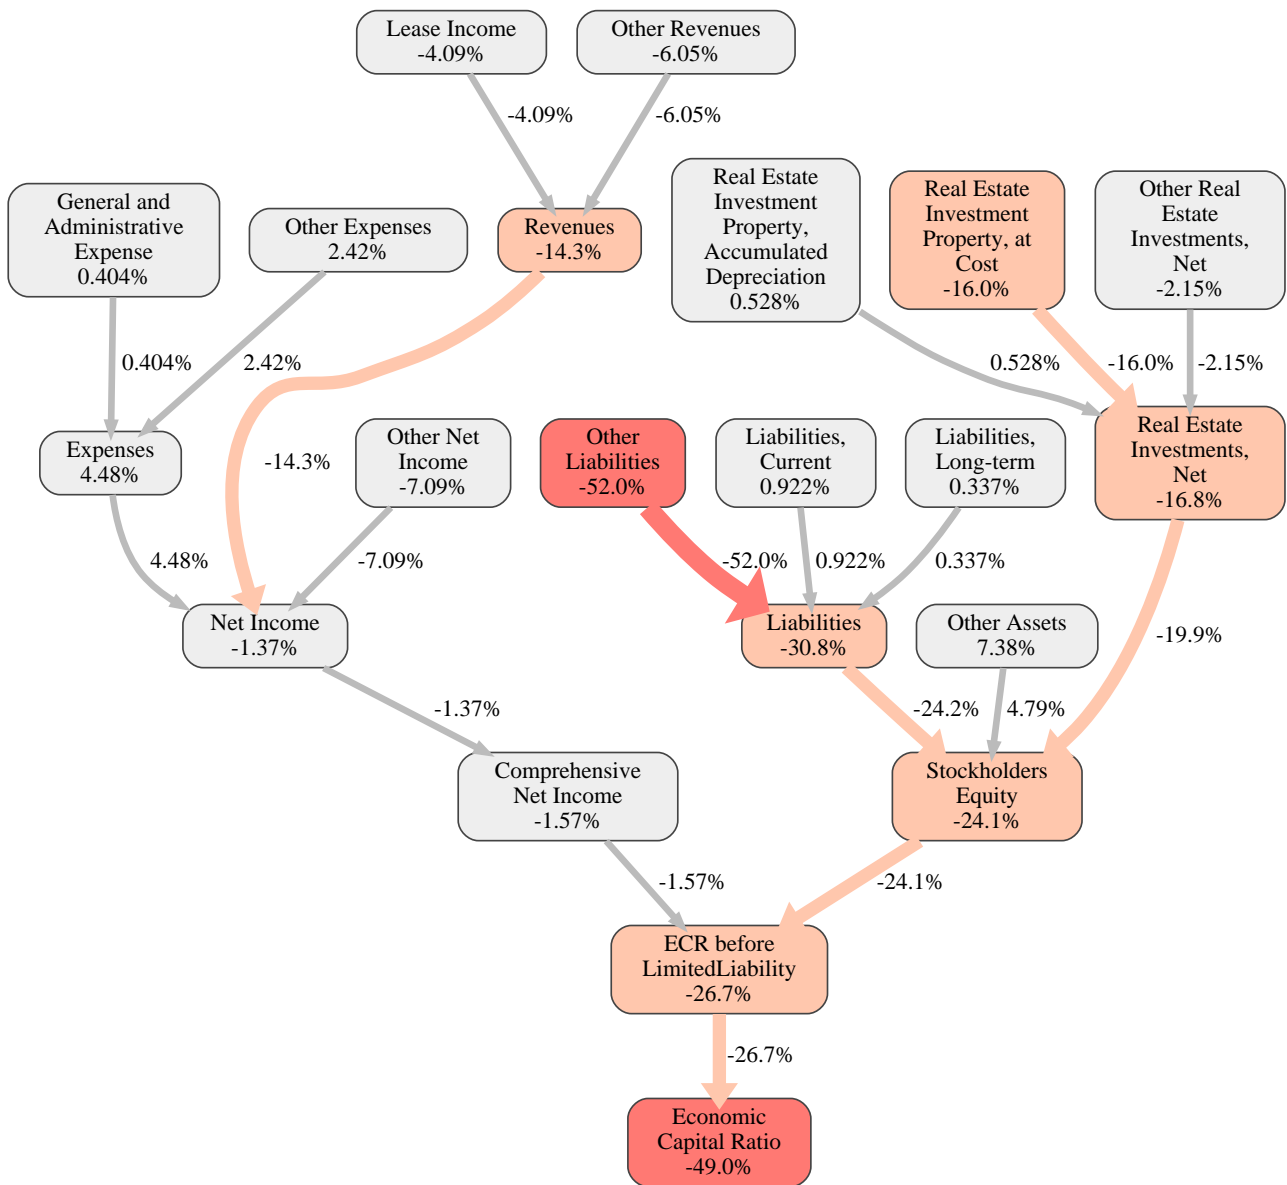 Lease Income
-4.09%
Other Revenues
-6.05%
-4.09%
-6.05%
General and
Administrative
Expense
0.404%
Other Expenses
2.42%
Revenues
-14.3%
Real Estate
Investment
Property,
Accumulated
Depreciation
0.528%
Real Estate
Investment
Property, at
Cost
-16.0%
Other Real
Estate
Investments,
Net
-2.15%
0.404%
2.42%
0.528%
-16.0%
-2.15%
Expenses
4.48%
-14.3%
Other Net
Income
-7.09%
Other
Liabilities
-52.0%
Liabilities,
Current
0.922%
Liabilities,
Long-term
0.337%
Real Estate
Investments,
Net
-16.8%
4.48%
-7.09%
-52.0%
0.922%
0.337%
Net Income
-1.37%
Liabilities
-30.8%
Other Assets
7.38%
-19.9%
-1.37%
-24.2%
4.79%
Comprehensive
Net Income
-1.57%
Stockholders
Equity
-24.1%
-1.57%
-24.1%
ECR before
LimitedLiability
-26.7%
-26.7%
Economic
Capital Ratio
-49.0%